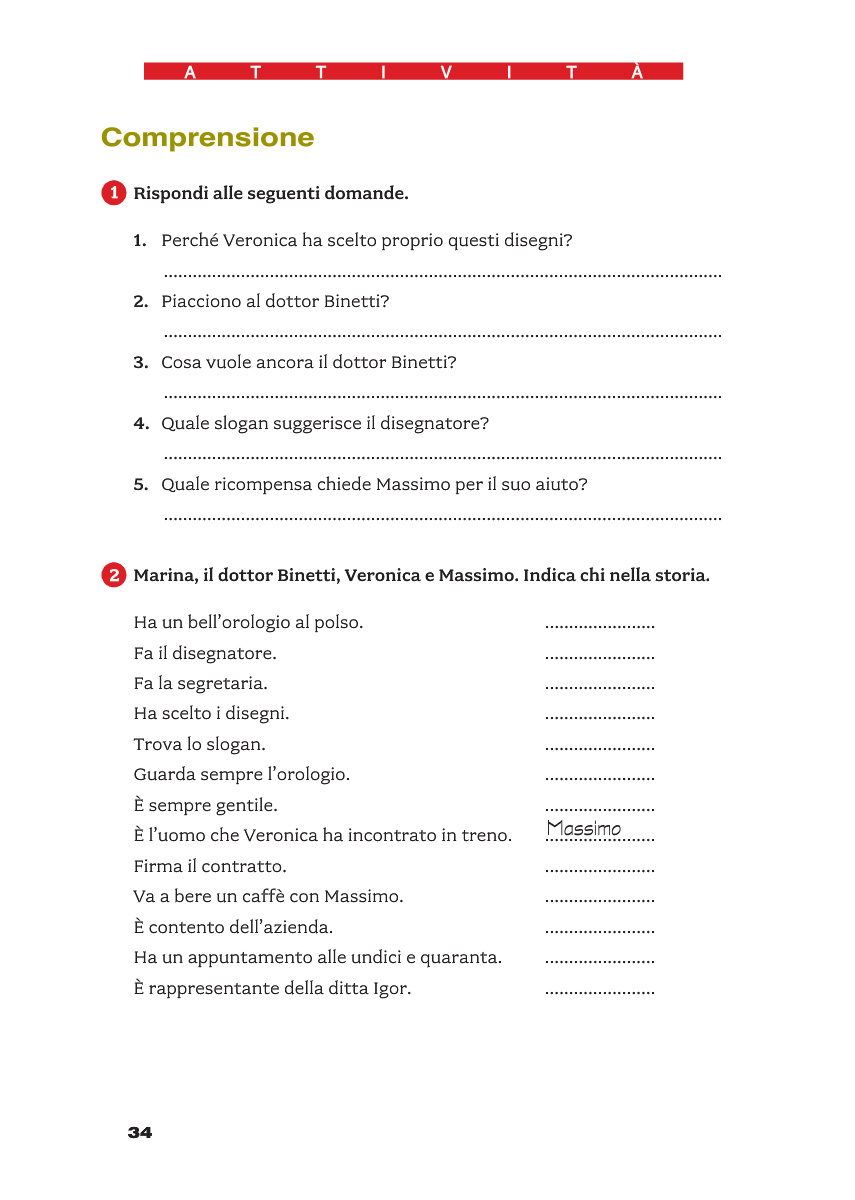 A T T I V I T À
Comprensione
1 Rispondi alle seguenti domande.
1. Perché Veronica ha scelto proprio questi disegni?
2. Piacciono al dottor Binetti?
3. Cosa vuole ancora il dottor Binetti?
4. Quale slogan suggerisce il disegnatore?
5. Quale ricompensa chiede Massimo per il suo aiuto?
2 Marina, il dottor Binetti, Veronica e Massimo. Indica chi nella storia.
Ha un bell'orologio al polso.
Fa il disegnatore.
Fa la segretaria.
Ha scelto i disegni.
Trova lo slogan.
Guarda sempre l'orologio.
È sempre gentile.
È l'uomo che Veronica ha incontrato in treno. Massimo
Firma il contratto.
Va a bere un caffè con Massimo.
È contento dell'azienda.
Ha un appuntamento alle undici e quaranta.
È rappresentante della ditta Igor.
34